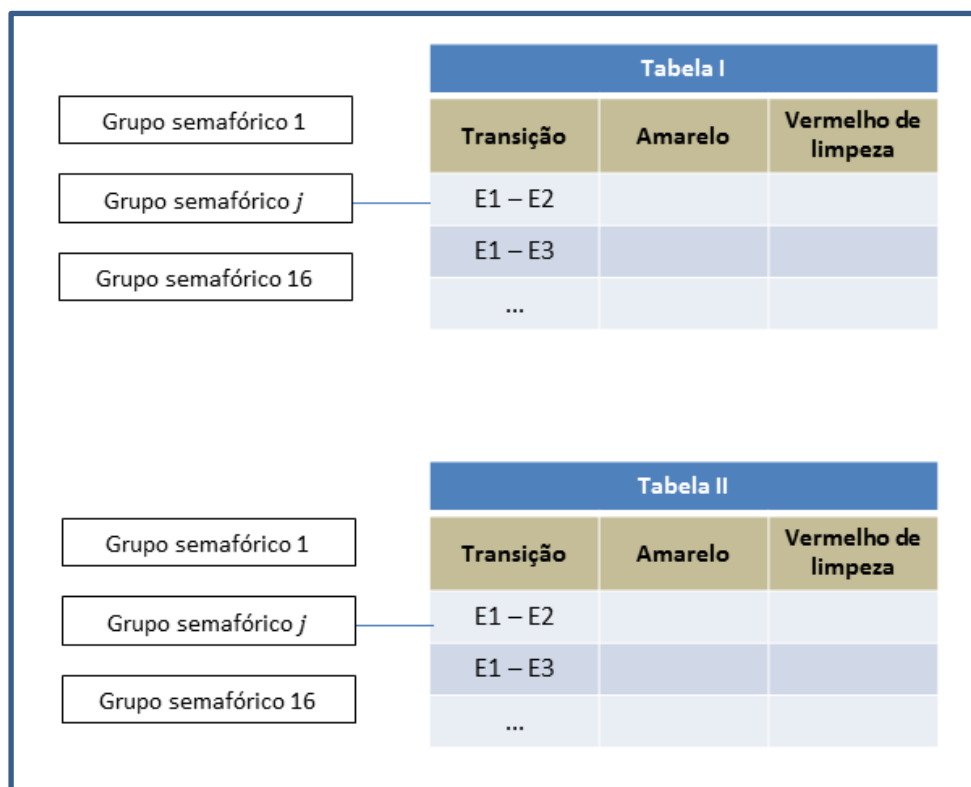 Tabela I
Grupo semafórico 1
Transição
Amarelo
Vermelho de
limpeza
Grupo semafórico j
E1 – E2
E1 – E3
Grupo semafórico 16
...
Tabela II
Grupo semafórico 1
Transição
Amarelo
Vermelho de
limpeza
Grupo semafórico j
E1 – E2
E1 – E3
Grupo semafórico 16
...